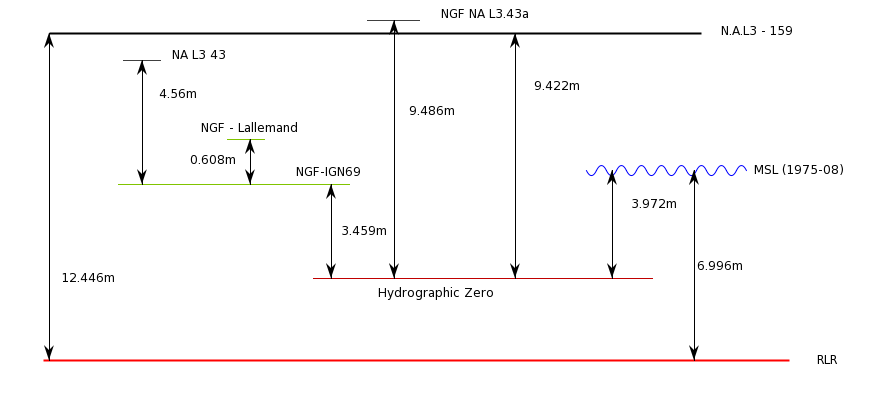 NGF NA L3.43a
N.A.L3 - 159
NA L3 43
9.422m
4.56m
9.486m
NGF - Lallemand
0.608m
NGF-IGN69
MSL (1975-08)
3.972m
3.459m
6.996m
12.446m
Hydrographic Zero
RLR